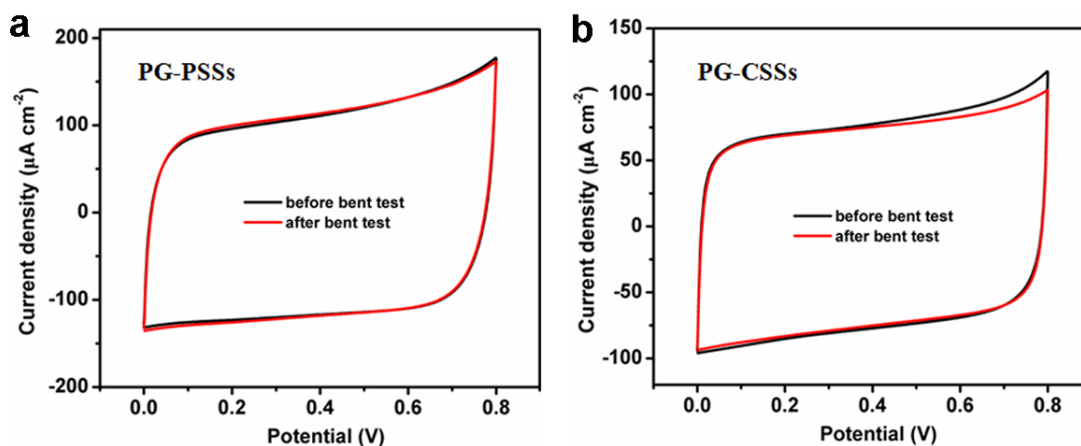 a
PG-PSSs
Current density (µA cm-2)
200
100
0
-100
-200
before bent test
after bent test
0.0 0.2 0.4 0.6 0.8
Potential (V)
b
PG-CSSs
Current density (µA cm-2)
150
100
50
0
-50
-100
before bent test
after bent test
0.0 0.2 0.4 0.6 0.8
Potential (V)